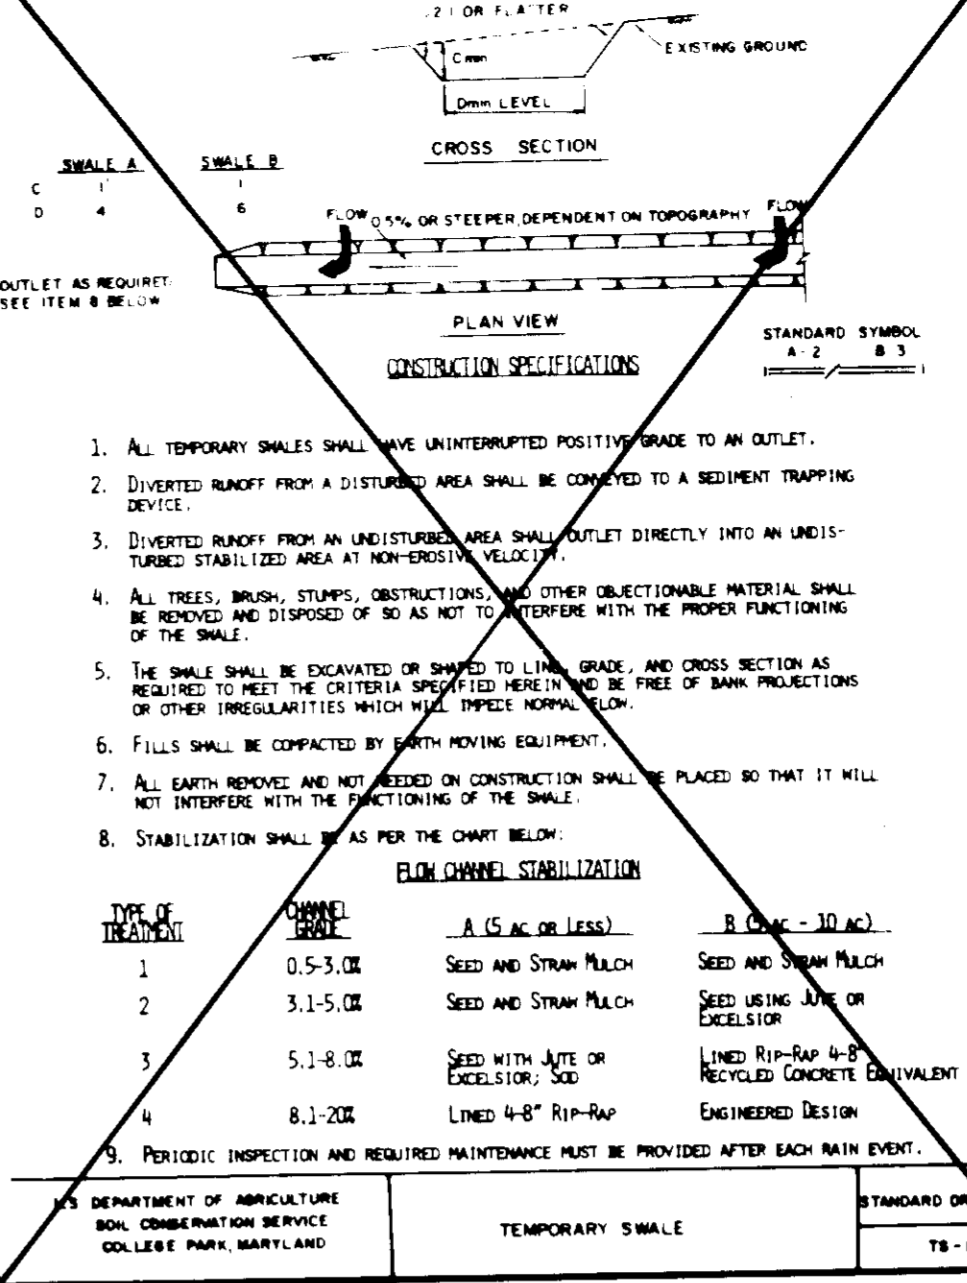 2 1 OR FLATTER
EXISTING GROUND
C min
Dmin LEVEL
CROSS SECTION
SWALE A SWALE B
C 1' 1
D 4 6
FLOW 0.5% OR STEEPER, DEPENDENT ON TOPOGRAPHY FLOW
OUTLET AS REQUIRED
SEE ITEM 8 BELOW
PLAN VIEW
STANDARD SYMBOL
A-2 B 3
CONSTRUCTION SPECIFICATIONS
1. ALL TEMPORARY SWALES SHALL HAVE UNINTERRUPTED POSITIVE GRADE TO AN OUTLET.
2. DIVERTED RUNOFF FROM A DISTURBED AREA SHALL BE CONVEYED TO A SEDIMENT TRAPPING
DEVICE.
3. DIVERTED RUNOFF FROM AN UNDISTURBED AREA SHALL OUTLET DIRECTLY INTO AN UNDIS-
TURBED STABILIZED AREA AT NON-EROSIVE VELOCITY.
4. ALL TREES, BRUSH, STUMPS, OBSTRUCTIONS, AND OTHER OBJECTIONABLE MATERIAL SHALL
BE REMOVED AND DISPOSED OF SO AS NOT TO INTERFERE WITH THE PROPER FUNCTIONING
OF THE SWALE.
5. THE SWALE SHALL BE EXCAVATED OR SHAPED TO LINE, GRADE, AND CROSS SECTION AS
REQUIRED TO MEET THE CRITERIA SPECIFIED HEREIN AND BE FREE OF BANK PROJECTIONS
OR OTHER IRREGULARITIES WHICH WILL IMPEDE NORMAL FLOW.
6. FILLS SHALL BE COMPACTED BY EARTH MOVING EQUIPMENT.
7. ALL EARTH REMOVED AND NOT NEEDED ON CONSTRUCTION SHALL BE PLACED SO THAT IT WILL
NOT INTERFERE WITH THE FUNCTIONING OF THE SWALE.
8. STABILIZATION SHALL BE AS PER THE CHART BELOW:
FLOW CHANNEL STABILIZATION
TYPE OF TREATMENT CHANNEL GRADE A (5 AC OR LESS) B (5 AC - 10 AC)
1 0.5-3.0% SEED AND STRAW MULCH SEED AND STRAW MULCH
2 3.1-5.0% SEED AND STRAW MULCH SEED USING JUTE OR
EXCELSIOR
3 5.1-8.0% SEED WITH JUTE OR LINED RIP-RAP 4-8"
EXCELSIOR; SOD RECYCLED CONCRETE EQUIVALENT
4 8.1-20% LINED 4-8" RIP-RAP ENGINEERED DESIGN
9. PERIODIC INSPECTION AND REQUIRED MAINTENANCE MUST BE PROVIDED AFTER EACH RAIN EVENT.
U.S DEPARTMENT OF AGRICULTURE
SOIL CONSERVATION SERVICE
COLLEGE PARK, MARYLAND
TEMPORARY SWALE
STANDARD DR
TS -